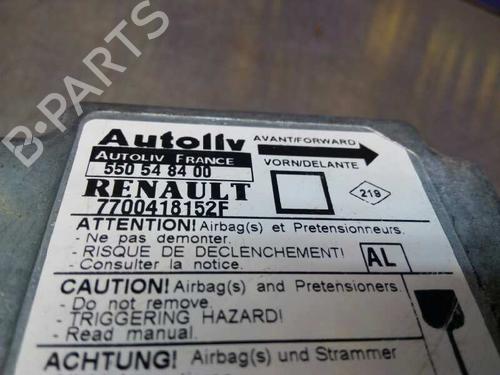 B-PARTS
Autoliv
AVANT/FORWARD
AUTOLIV FRANCE
550 54 84 00
VORN/DELANTE
RENAULT
7700418152F
218
ATTENTION! Airbag(s) et Pretensionneurs.
- Ne pas demonter.
- RISQUE DE DECLENCHEMENT!
- Consulter la notice.
AL
CAUTION! Airbag(s) and Pretensioners.
- Do not remove.
- TRIGGERING HAZARD!
- Read manual.
ACHTUNG! Airbag(s) und Strammer